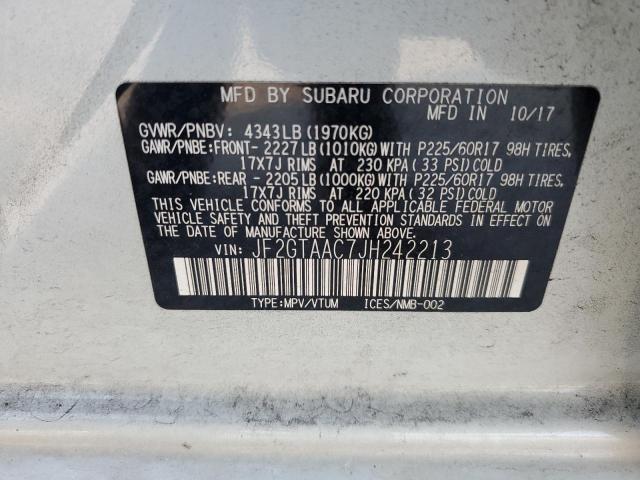 MFD BY SUBARU CORPORATION
MFD IN 10/17
GVWR/PNBV: 4343LB(1970KG)
GAWR/PNBE:FRONT- 2227LB(1010KG)WITH P225/60R17 98H TIRES,
17X7J RIMS AT 230 KPA (33 PSI)COLD
GAWR/PNBE:REAR - 2205LB(1000KG)WITH P225/60R17 98H TIRES,
17X7J RIMS AT 220 KPA (32 PSI)COLD
THIS VEHICLE CONFORMS TO ALL APPLICABLE FEDERAL MOTOR
VEHICLE SAFETY AND THEFT PREVENTION STANDARDS IN EFFECT ON
THE DATE OF MANUFACTURE SHOWN ABOVE.
VIN: JF2GTAAC7JH242213
TYPE:MPV/VTUM ICES/NMB-002